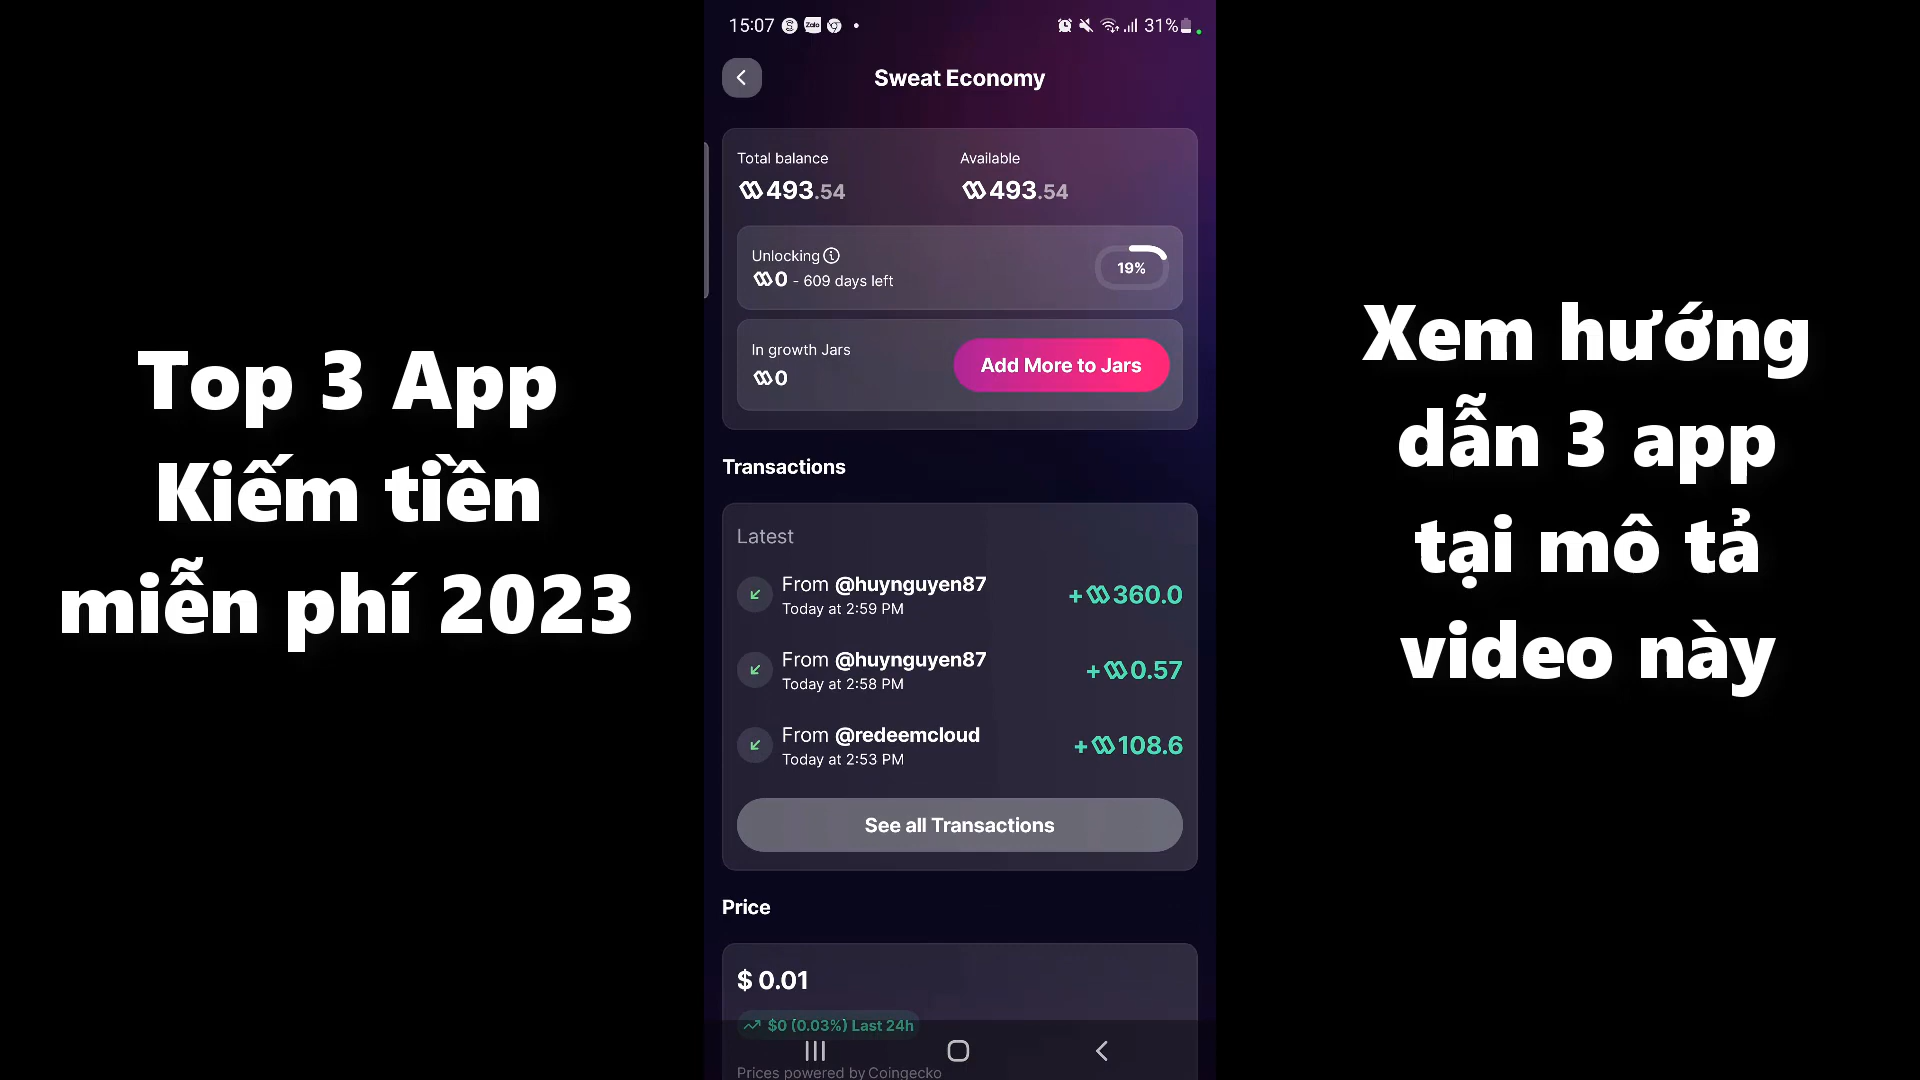 Top 3 App
Kiếm tiền
miễn phí 2023
15:07
Zalo
31%
Sweat Economy
Total balance
Available
493.54
493.54
Unlocking
0 - 609 days left
19%
In growth Jars
0
Add More to Jars
Transactions
Latest
From @huynguyen87
+360.0
Today at 2:59 PM
From @huynguyen87
+0.57
Today at 2:58 PM
From @redeemcloud
+108.6
Today at 2:53 PM
See all Transactions
Price
$ 0.01
$0 (0.03%) Last 24h
Prices powered by Coingecko
Xem hướng
dẫn 3 app
tại mô tả
video này